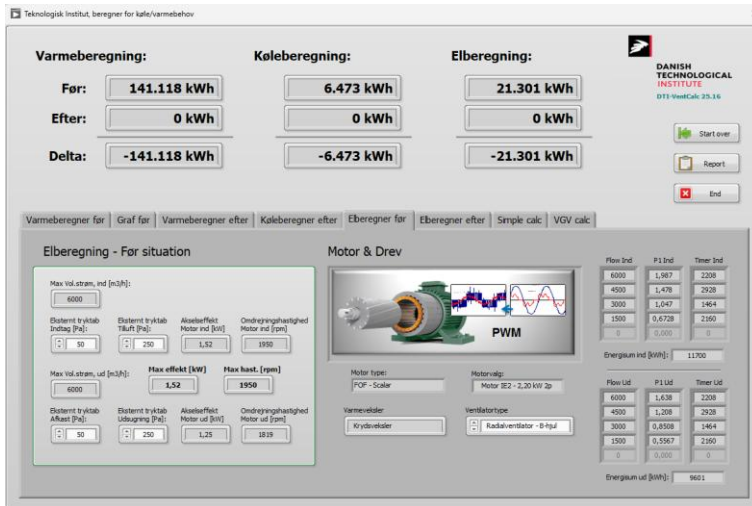 Teknologisk Institut, beregner for køle/varmebehov
Varmeberegning: Køleberegning: Elberegning:
Før: 141.118 kWh 6.473 kWh 21.301 kWh
Efter: 0 kWh 0 kWh 0 kWh
Delta: -141.118 kWh -6.473 kWh -21.301 kWh
DANISH
TECHNOLOGICAL
INSTITUTE
DTI-VentCalc 25.16
Start over
Report
End
Varmeberegner før Graf før Varmeberegner efter Køleberegner efter Elberegner før Elberegner efter Simple calc VGV calc
Elberegning - Før situation
Max Vol.strøm, ind [m3/h]:
6000
Eksternt tryktab Eksternt tryktab Akseleffekt Omdrejningshastighed
Indtag [Pa]: Tilluft [Pa]: Motor ind [kW] Motor ind [rpm]
50 250 1,52 1950
Max Vol.strøm, ud [m3/h]: Max effekt [kW] Max hast. [rpm]
6000 1,52 1950
Eksternt tryktab Eksternt tryktab Akseleffekt Omdrejningshastighed
Afkast [Pa]: Udsugning [Pa]: Motor ud [kW] Motor ud [rpm]
50 250 1,25 1819
Motor & Drev
PWM
Motor type: Motorvalg:
FOF - Scalar Motor IE2 - 2,20 kW 2p
Varmeveksler Ventilatortype
Krydsveksler Radialventilator - B-hjul
Flow Ind P1 Ind Timer Ind
6000 1,987 2208
4500 1,478 2928
3000 1,047 1464
1500 0,6728 2160
0 0,000 0
Energisum ind [kWh]: 11700
Flow Ud P1 Ud Timer Ud
6000 1,638 2208
4500 1,208 2928
3000 0,8508 1464
1500 0,5567 2160
0 0,000 0
Energisum ud [kWh]: 9601